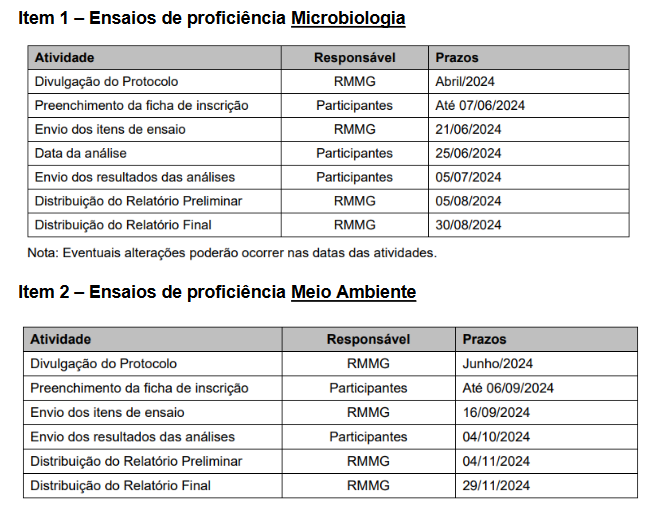 Item 1 – Ensaios de proficiência Microbiologia
Atividade Responsável Prazos
Divulgação do Protocolo RMMG Abril/2024
Preenchimento da ficha de inscrição Participantes Até 07/06/2024
Envio dos itens de ensaio RMMG 21/06/2024
Data da análise Participantes 25/06/2024
Envio dos resultados das análises Participantes 05/07/2024
Distribuição do Relatório Preliminar RMMG 05/08/2024
Distribuição do Relatório Final RMMG 30/08/2024
Nota: Eventuais alterações poderão ocorrer nas datas das atividades.
Item 2 – Ensaios de proficiência Meio Ambiente
Atividade Responsável Prazos
Divulgação do Protocolo RMMG Junho/2024
Preenchimento da ficha de inscrição Participantes Até 06/09/2024
Envio dos itens de ensaio RMMG 16/09/2024
Envio dos resultados das análises Participantes 04/10/2024
Distribuição do Relatório Preliminar RMMG 04/11/2024
Distribuição do Relatório Final RMMG 29/11/2024